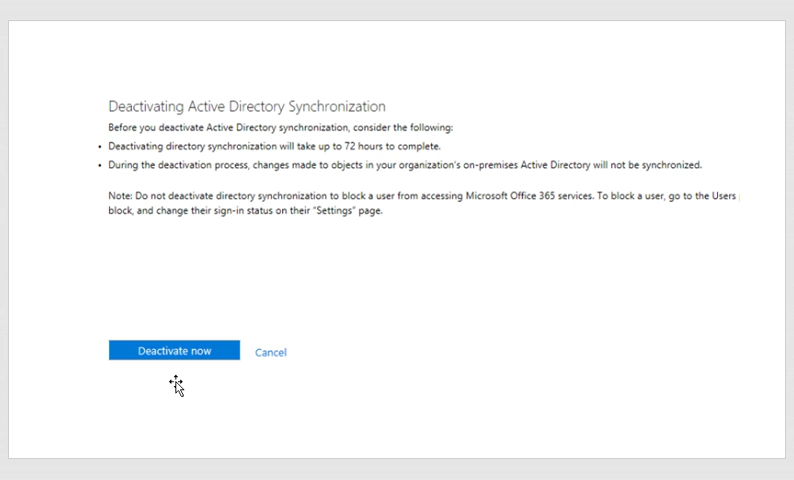 Deactivating Active Directory Synchronization
Before you deactivate Active Directory synchronization, consider the following:
• Deactivating directory synchronization will take up to 72 hours to complete.
• During the deactivation process, changes made to objects in your organization's on-premises Active Directory will not be synchronized.
Note: Do not deactivate directory synchronization to block a user from accessing Microsoft Office 365 services. To block a user, go to the Users
block, and change their sign-in status on their "Settings" page.
Deactivate now Cancel